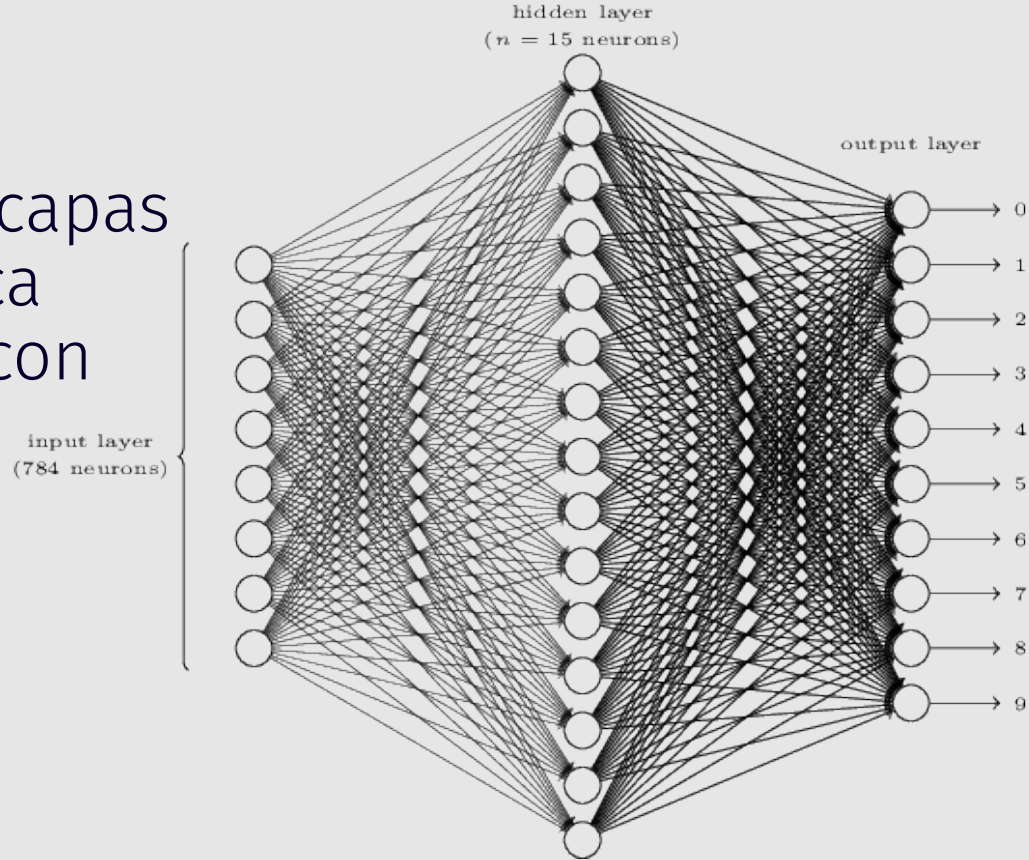 capas
ca
con
hidden layer
(n = 15 neurons)
output layer
input layer
(784 neurons)
0
1
2
3
4
5
6
7
8
9